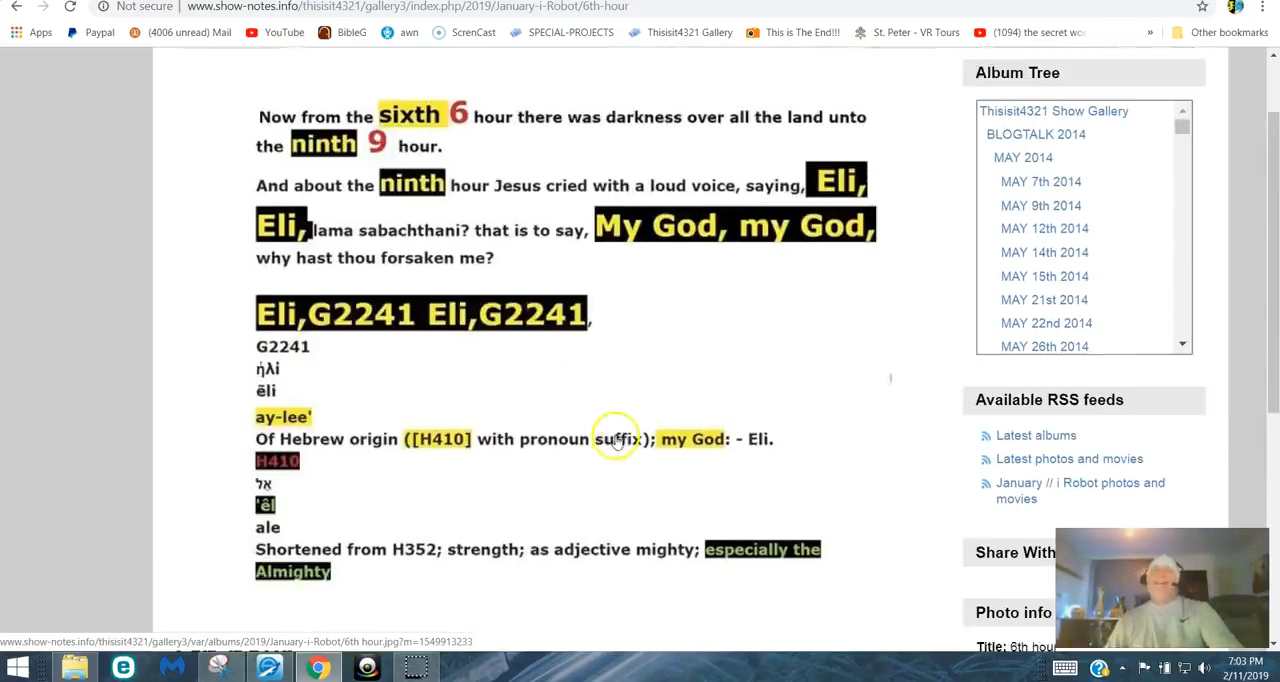 Not secure | www.show-notes.info/thisisit4321/gallery3/index.php/2019/January-i-Robot/6th-hour
Apps Paypal (4006 unread) Mail YouTube BibleG awn ScrenCast SPECIAL-PROJECTS Thisisit4321 Gallery This is The End!!! St. Peter - VR Tours (1094) the secret wo » Other bookmarks
Now from the sixth 6 hour there was darkness over all the land unto
the ninth 9 hour.
And about the ninth hour Jesus cried with a loud voice, saying, Eli,
Eli, lama sabachthani? that is to say, My God, my God,
why hast thou forsaken me?
Eli,G2241 Eli,G2241,
G2241
ἠλί
ēli
ay-lee'
Of Hebrew origin ([H410] with pronoun suffix); my God: - Eli.
H410
אל
'êl
ale
Shortened from H352; strength; as adjective mighty; especially the
Almighty
Album Tree
Thisisit4321 Show Gallery
BLOGTALK 2014
MAY 2014
MAY 7th 2014
MAY 9th 2014
MAY 12th 2014
MAY 14th 2014
MAY 15th 2014
MAY 21st 2014
MAY 22nd 2014
MAY 26th 2014
Available RSS feeds
Latest albums
Latest photos and movies
January // i Robot photos and
movies
Share With
Photo info
Title: 6th hour
www.show-notes.info/thisisit4321/gallery3/var/albums/2019/January-i-Robot/6th hour.jpg?m=1549913233
7:03 PM
2/11/2019